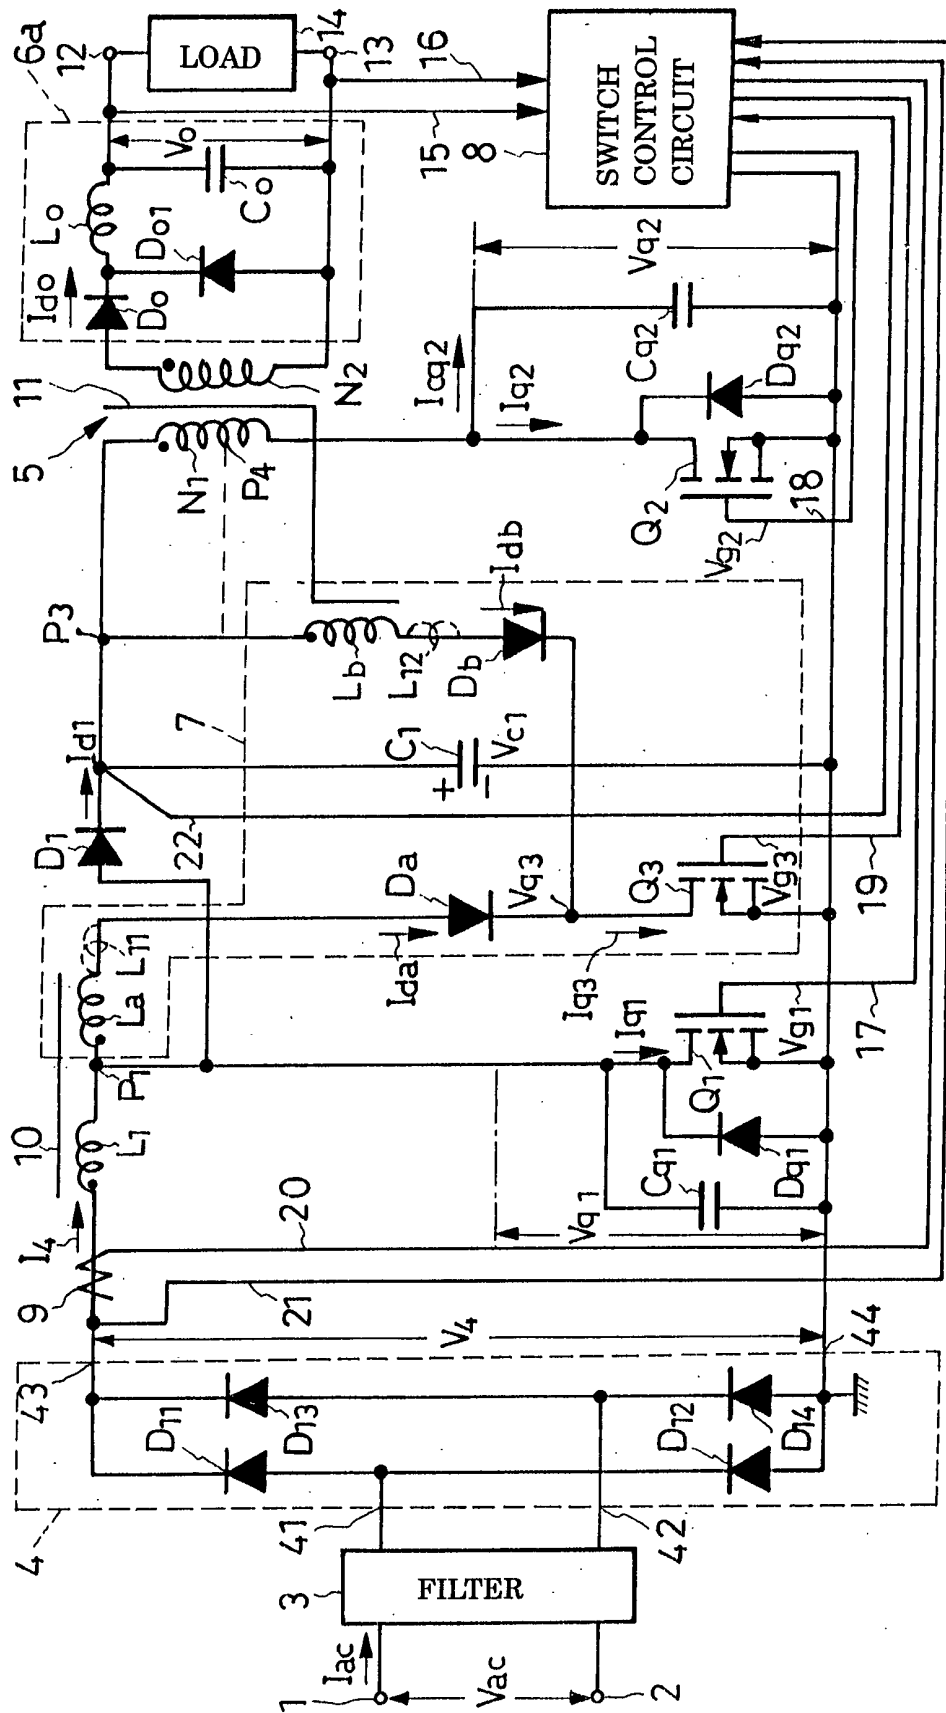 1
2
Iac
Vac
3
FILTER
41
42
4
43
44
D11
D13
D12
D14
V4
9
I4
20
21
10
L1
P1
La
L11
Vq1
Cq1
Dq1
Q1
Iq1
Vg1
17
D1
22
Id1
Ida
Da
Iq3
Vq3
Q3
Vg3
19
7
C1
+
−
Vc1
P3
Lb
L12
Db
Idb
5
11
N1
P4
N2
Icq2
Iq2
Q2
Vg2
18
Cq2
Dq2
Vq2
6a
Ido
Do
Lo
Do1
Co
Vo
12
LOAD
14
13
15
16
8
SWITCH
CONTROL
CIRCUIT